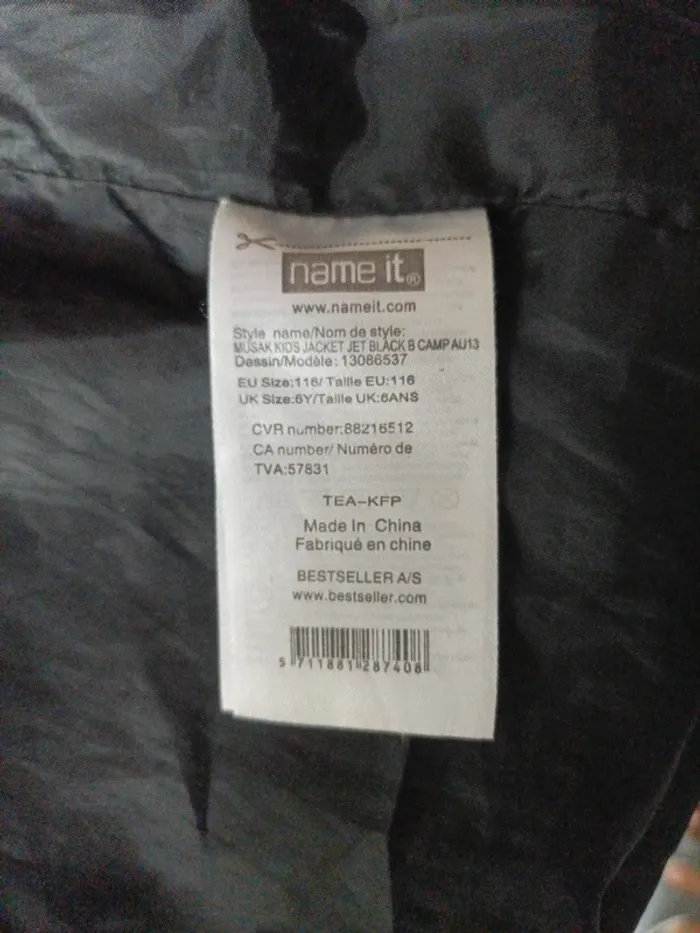 name it®
www.nameit.com
Style name/Nom de style:
MUSAK KIDS JACKET JET BLACK B CAMP AU13
Dessin/Modèle: 13086537
EU Size:116/ Taille EU:116
UK Size:6Y/Taille UK:6ANS
CVR number:88216512
CA number/ Numéro de
TVA:57831
TEA-KFP
Made In China
Fabriqué en chine
BESTSELLER A/S
www.bestseller.com
5 711881 287408